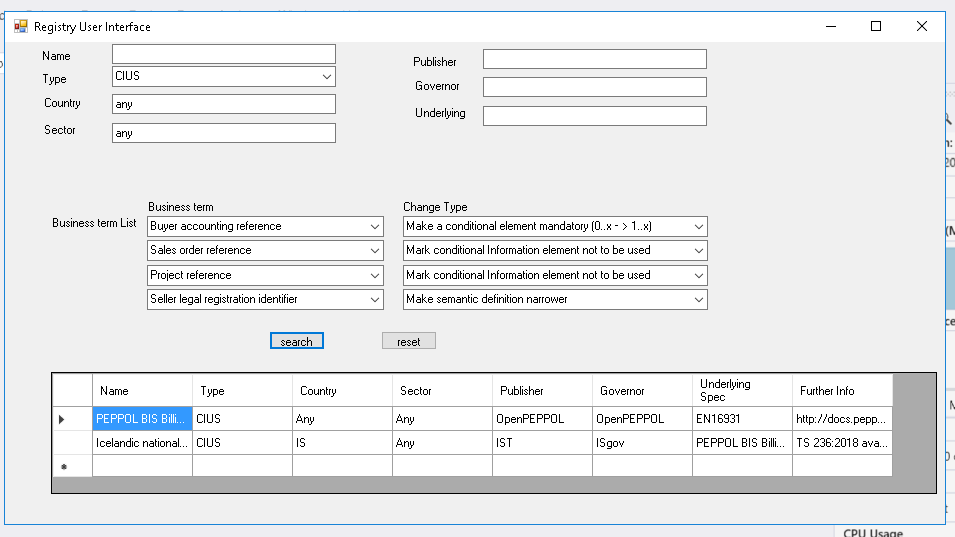 Registry User Interface
Name
Type CIUS
Country any
Sector any
Publisher
Governor
Underlying
Business term Change Type
Business term List Buyer accounting reference Make a conditional element mandatory (0..x - > 1..x)
Sales order reference Mark conditional Information element not to be used
Project reference Mark conditional Information element not to be used
Seller legal registration identifier Make semantic definition narrower
search reset
Name Type Country Sector Publisher Governor Underlying Spec Further Info
PEPPOL BIS Billi... CIUS Any Any OpenPEPPOL OpenPEPPOL EN16931 http://docs.pepp...
Icelandic national... CIUS IS Any IST ISgov PEPPOL BIS Billi... TS 236:2018 ava...
CPU Usage